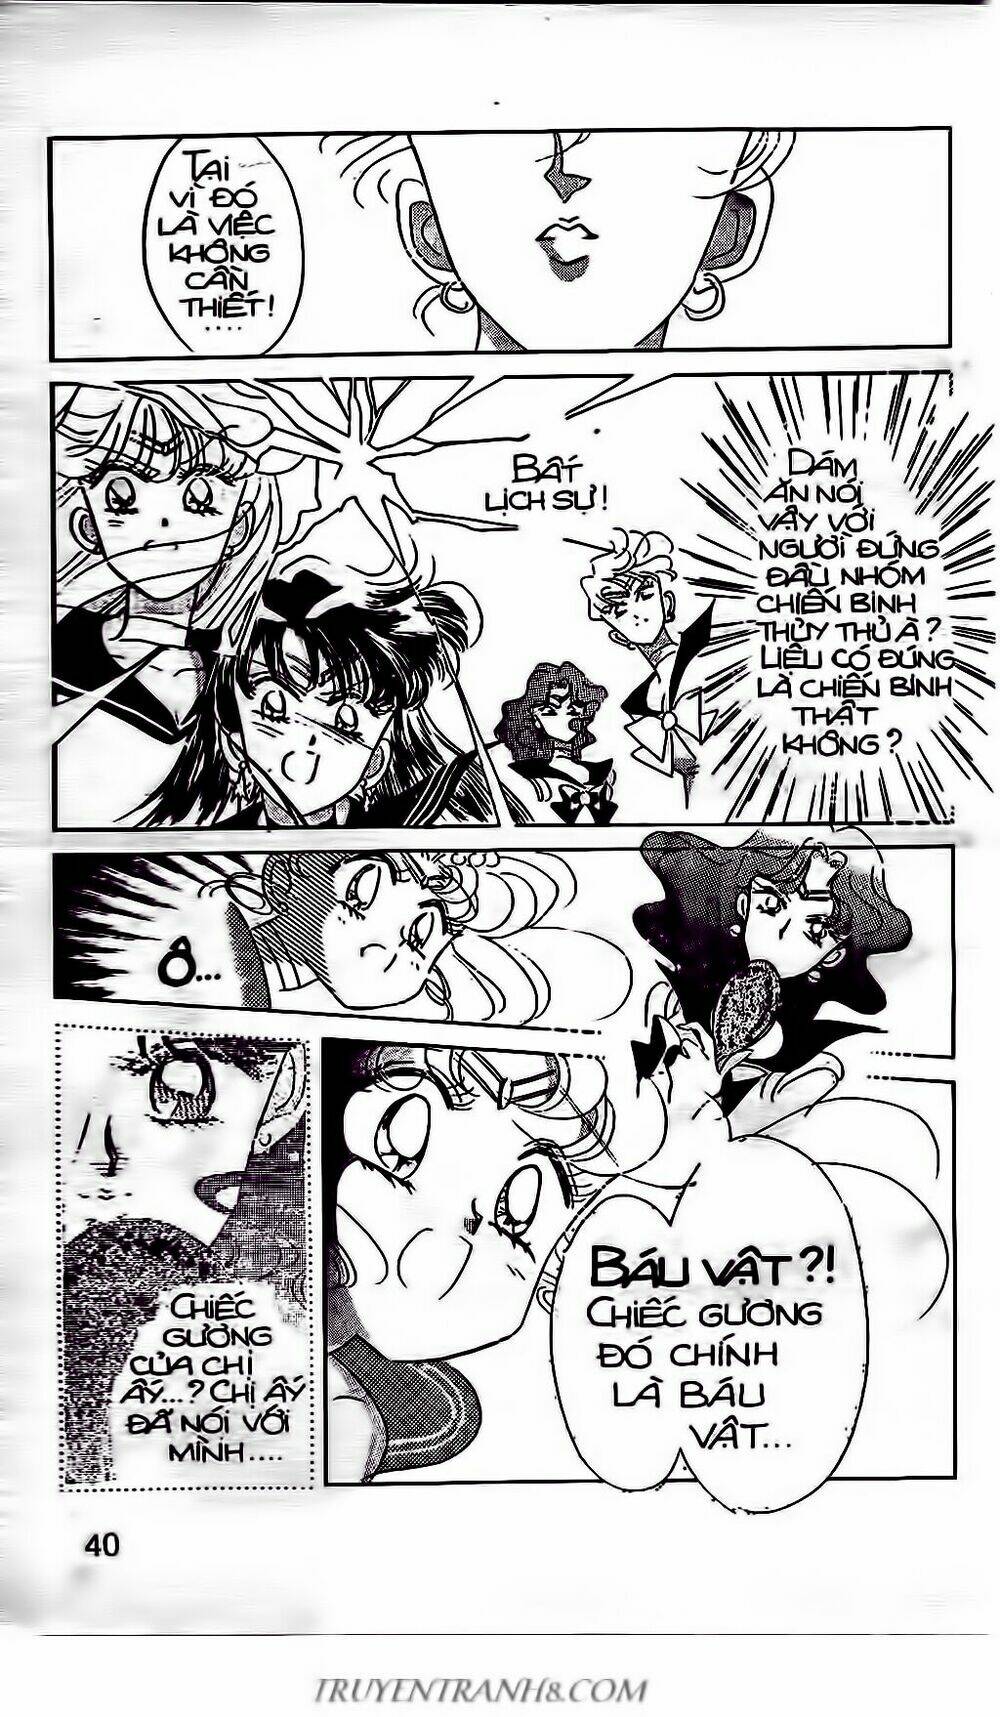 TẠI
VÌ ĐÓ
LÀ VIỆC
KHÔNG
CẦN
THIẾT!
....
BẤT
LỊCH SỰ!
DÁM
ĂN NÓI
VẬY VỚI
NGƯỜI ĐỨNG
ĐẦU NHÓM
CHIẾN BINH
THỦY THỦ À?
LIỆU CÓ ĐÚNG
LÀ CHIẾN BINH
THẬT
KHÔNG?
Ô...
BÁU VẬT?!
CHIẾC GƯƠNG
ĐÓ CHÍNH
LÀ BÁU
VẬT...
CHIẾC
GƯƠNG
CỦA CHỊ
ẤY...? CHỊ ẤY
ĐÃ NÓI VỚI
MÌNH....
40
TRUYENTRANH8.COM